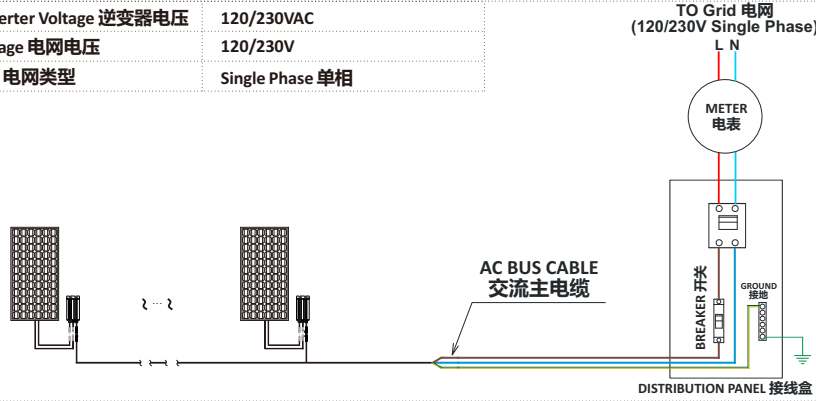 TO Grid 电网
(120/230V Single Phase)
L N
erter Voltage 逆变器电压 120/230VAC
age 电网电压 120/230V
电网类型 Single Phase 单相
METER
电表
AC BUS CABLE
交流主电缆
BREAKER 开关
GROUND
接地
DISTRIBUTION PANEL 接线盒